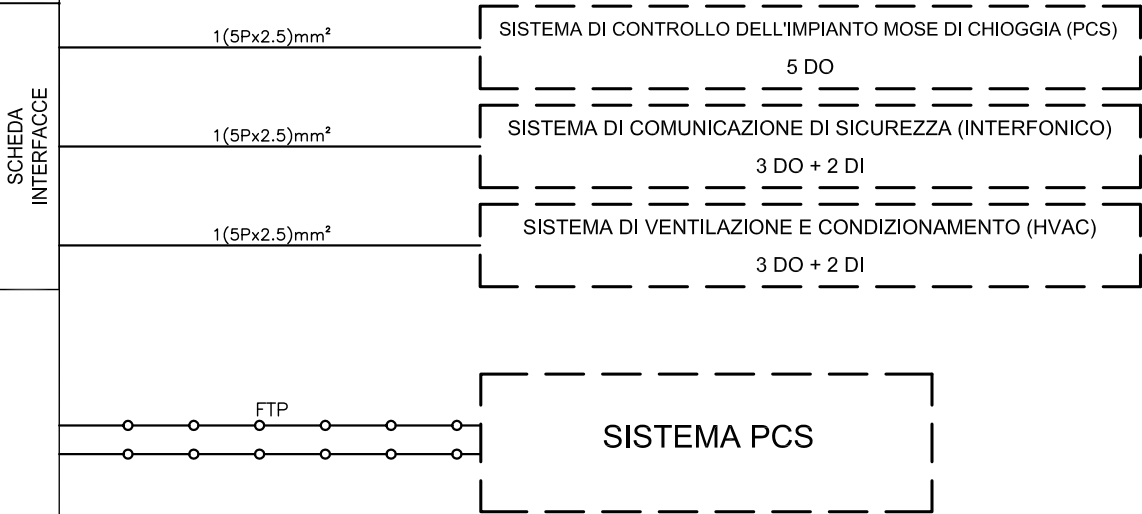 SCHEDA
INTERFACCE
1(5Px2.5)mm²
SISTEMA DI CONTROLLO DELL'IMPIANTO MOSE DI CHIOGGIA (PCS)
5 DO
1(5Px2.5)mm²
SISTEMA DI COMUNICAZIONE DI SICUREZZA (INTERFONICO)
3 DO + 2 DI
1(5Px2.5)mm²
SISTEMA DI VENTILAZIONE E CONDIZIONAMENTO (HVAC)
3 DO + 2 DI
FTP
SISTEMA PCS